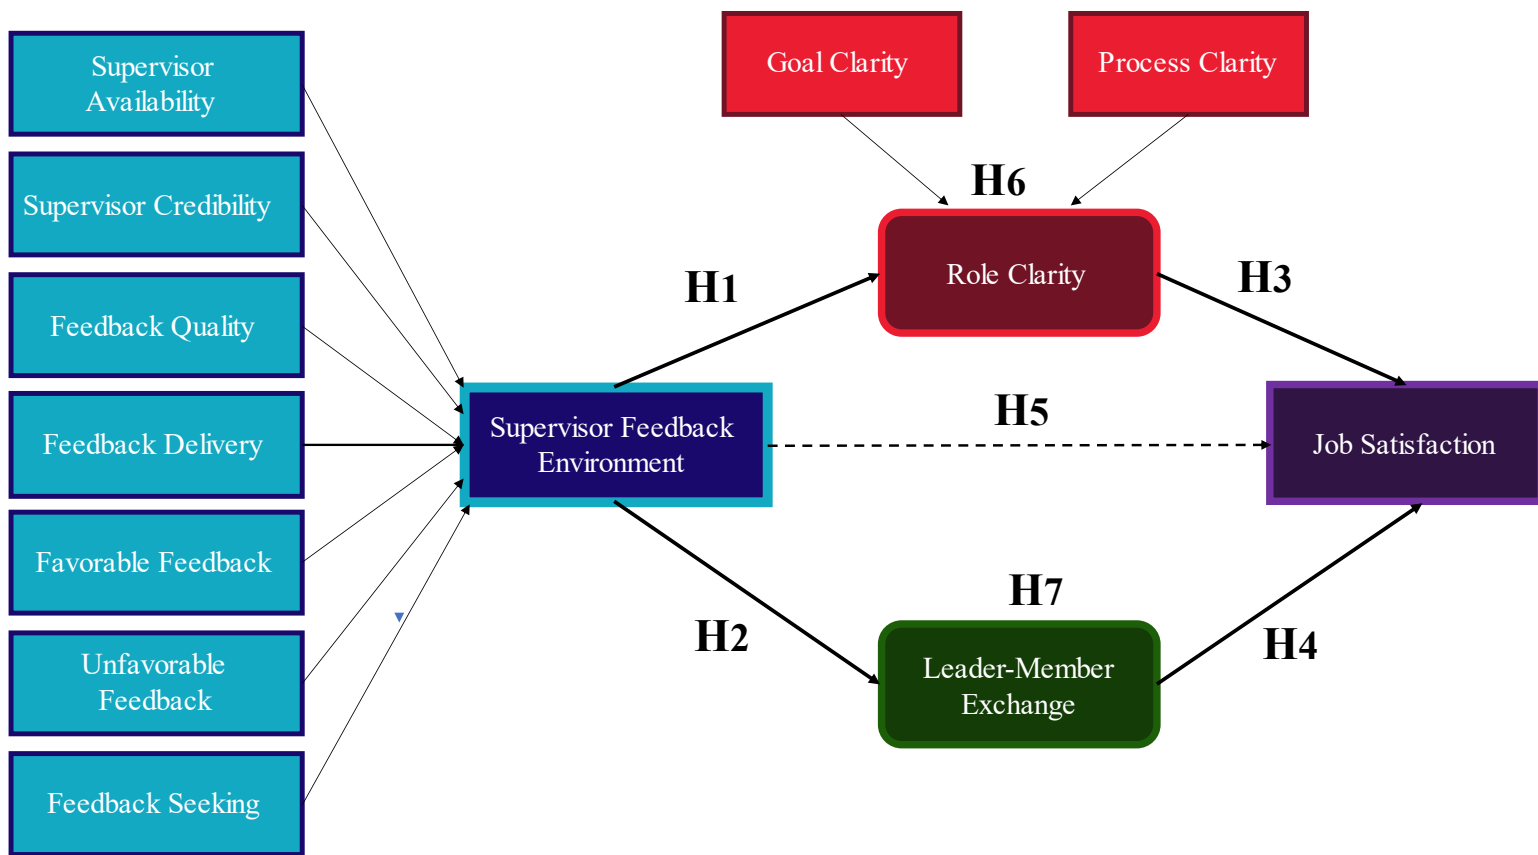 Supervisor
Availability
Supervisor Credibility
Feedback Quality
Feedback Delivery
Favorable Feedback
Unfavorable
Feedback
Feedback Seeking
Supervisor Feedback
Environment
Goal Clarity
Process Clarity
H6
Role Clarity
H1
H3
H5
Job Satisfaction
H7
H2
H4
Leader-Member
Exchange